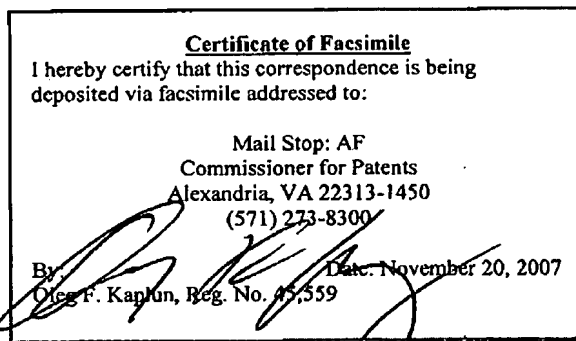 Certificate of Facsimile
I hereby certify that this correspondence is being
deposited via facsimile addressed to:
Mail Stop: AF
Commissioner for Patents
Alexandria, VA 22313-1450
(571) 273-8300
By: Date: November 20, 2007
Oleg F. Kaplun, Reg. No. 45,559